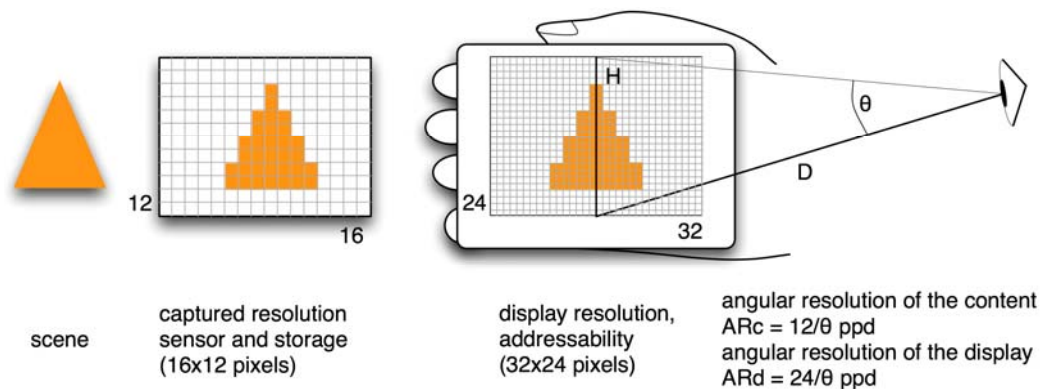 H
θ
D
12
16
24
32
scene
captured resolution
sensor and storage
(16x12 pixels)
display resolution,
addressability
(32x24 pixels)
angular resolution of the content
ARc = 12/θ ppd
angular resolution of the display
ARd = 24/θ ppd